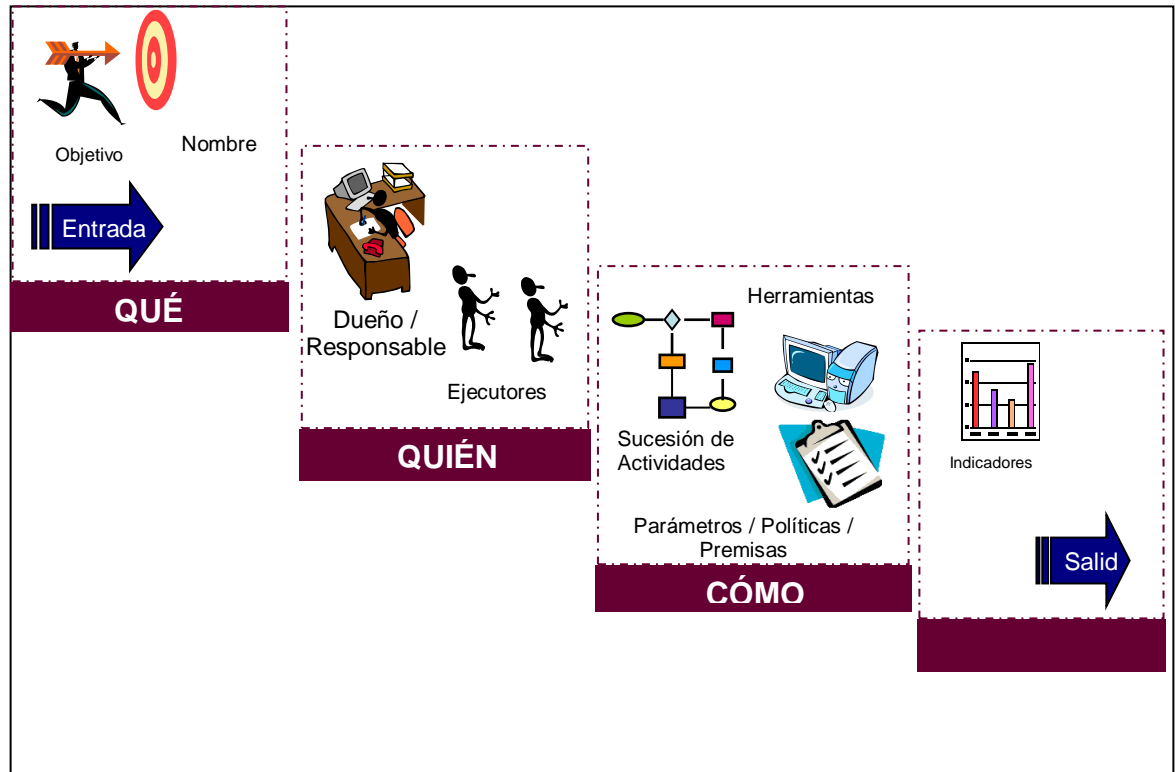 Objetivo
Nombre
Entrada
QUÉ
Dueño /
Responsable
Ejecutores
QUIÉN
Herramientas
Sucesión de
Actividades
Parámetros / Políticas /
Premisas
CÓMO
Indicadores
Salid